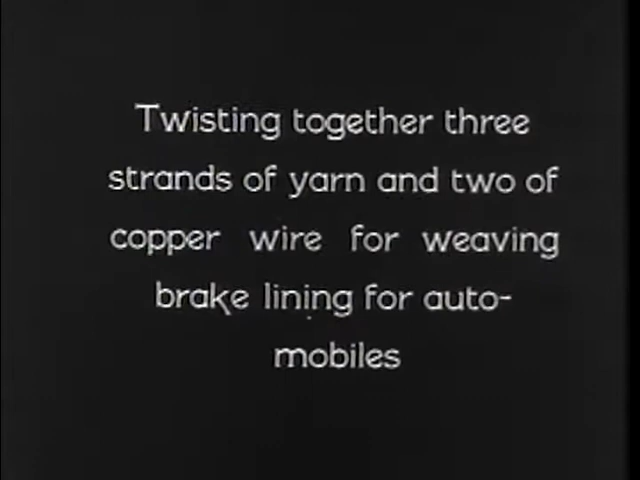 Twisting together three
strands of yarn and two of
copper wire for weaving
brake lining for auto-
mobiles